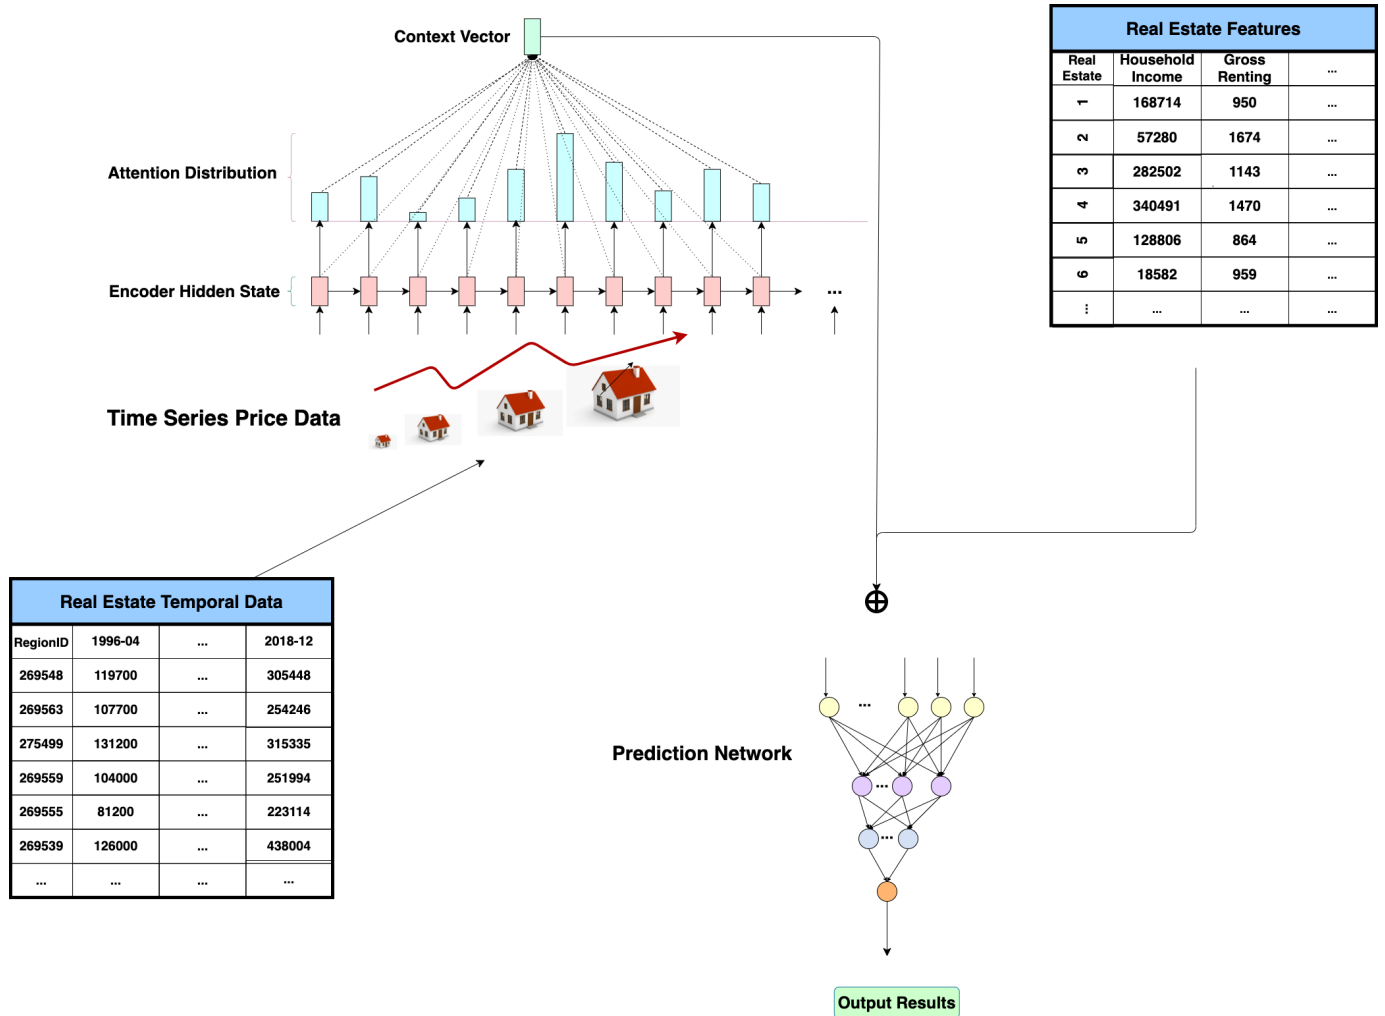 Context Vector
Attention Distribution
Encoder Hidden State
...
Time Series Price Data
Real Estate Features
Real Estate Household Income Gross Renting ...
1 168714 950 ...
2 57280 1674 ...
3 282502 1143 ...
4 340491 1470 ...
5 128806 864 ...
6 18582 959 ...
... ... ... ...
Real Estate Temporal Data
RegionID 1996-04 ... 2018-12
269548 119700 ... 305448
269563 107700 ... 254246
275499 131200 ... 315335
269559 104000 ... 251994
269555 81200 ... 223114
269539 126000 ... 438004
... ... ... ...
...
Prediction Network
...
...
Output Results